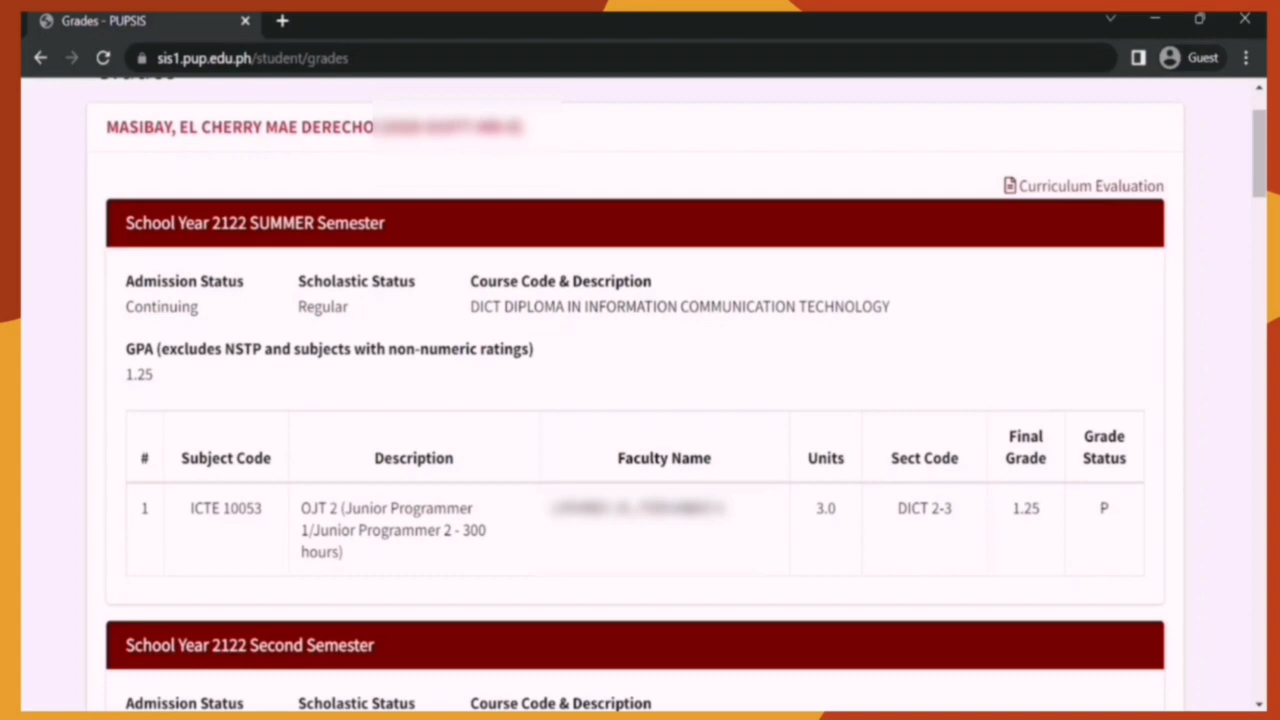 Grades - PUPSIS
sis1.pup.edu.ph/student/grades
Guest
MASIBAY, EL CHERRY MAE DERECHO
Curriculum Evaluation
School Year 2122 SUMMER Semester
Admission Status Scholastic Status Course Code & Description
Continuing Regular DICT DIPLOMA IN INFORMATION COMMUNICATION TECHNOLOGY
GPA (excludes NSTP and subjects with non-numeric ratings)
1.25
# Subject Code Description Faculty Name Units Sect Code Final Grade Grade Status
1 ICTE 10053 OJT 2 (Junior Programmer 3.0 DICT 2-3 1.25 P
1/Junior Programmer 2 - 300
hours)
School Year 2122 Second Semester
Admission Status Scholastic Status Course Code & Description